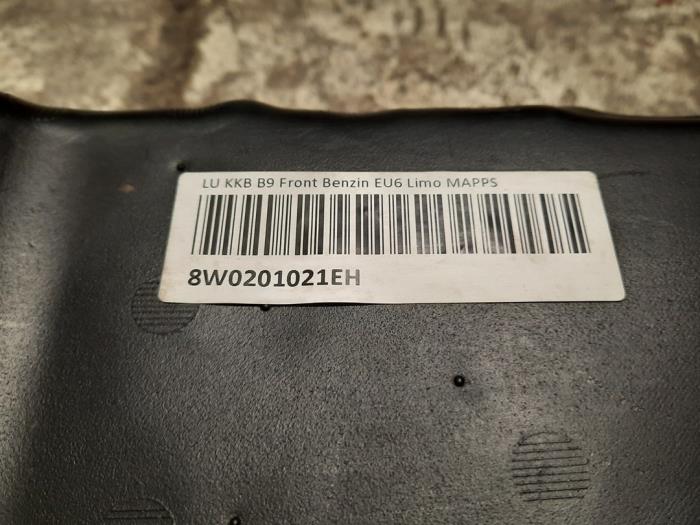 LU KKB B9 Front Benzin EU6 Limo MAPPS
8W0201021EH